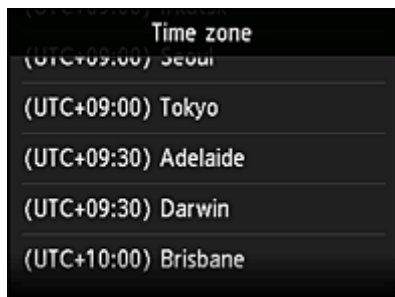 Time zone
(UTC+09:00) Seoul
(UTC+09:00) Tokyo
(UTC+09:30) Adelaide
(UTC+09:30) Darwin
(UTC+10:00) Brisbane